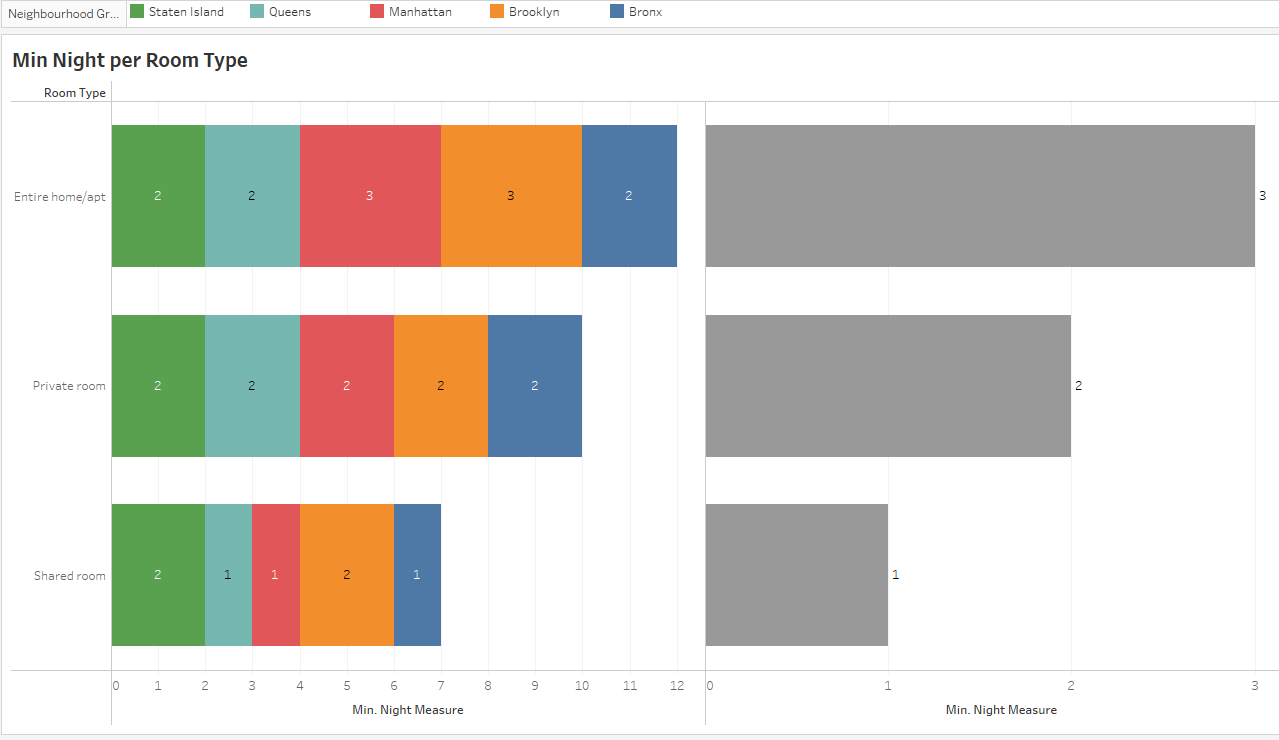 Neighbourhood Gr... Staten Island Queens Manhattan Brooklyn Bronx
Min Night per Room Type
Room Type
Entire home/apt 2 2 3 3 2 3
Private room 2 2 2 2 2 2
Shared room 2 1 1 2 1 1
0 1 2 3 4 5 6 7 8 9 10 11 12 0 1 2 3
Min. Night Measure Min. Night Measure